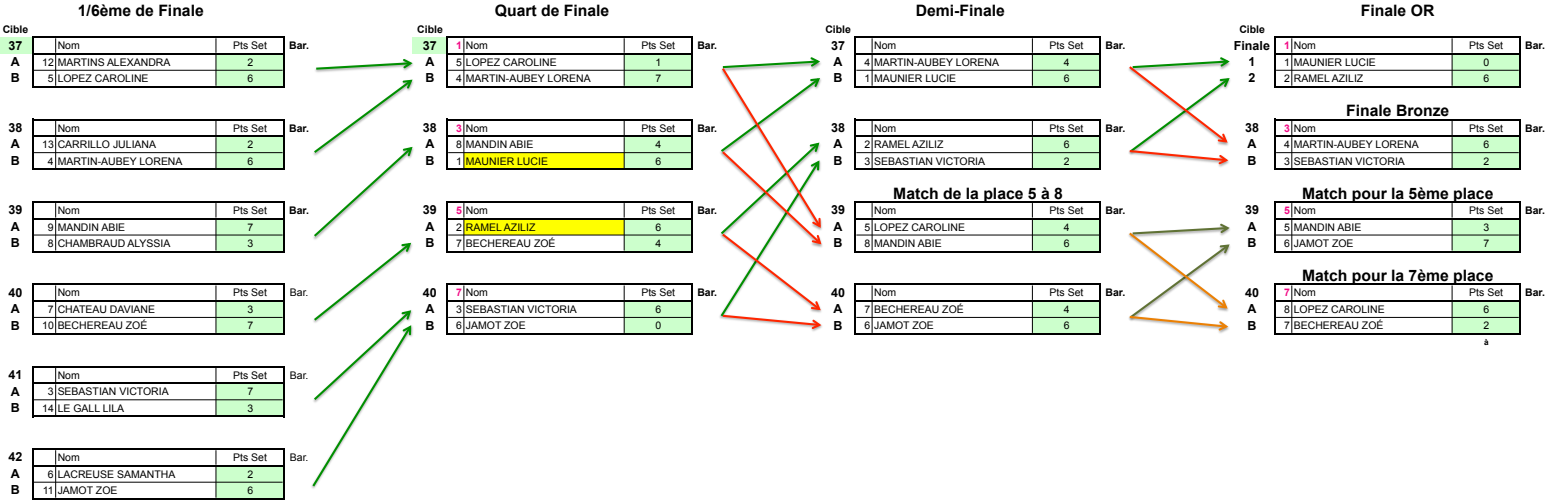 1/6ème de Finale
Cible
37 Nom Pts Set Bar.
A 12 MARTINS ALEXANDRA 2
B 5 LOPEZ CAROLINE 6
38 Nom Pts Set Bar.
A 13 CARRILLO JULIANA 2
B 4 MARTIN-AUBEY LORENA 6
39 Nom Pts Set Bar.
A 9 MANDIN ABIE 7
B 8 CHAMBRAUD ALYSSIA 3
40 Nom Pts Set Bar.
A 7 CHATEAU DAVIANE 3
B 10 BECHEREAU ZOÉ 7
41 Nom Pts Set Bar.
A 3 SEBASTIAN VICTORIA 7
B 14 LE GALL LILA 3
42 Nom Pts Set Bar.
A 6 LACREUSE SAMANTHA 2
B 11 JAMOT ZOE 6
Quart de Finale
Cible
37 1 Nom Pts Set Bar.
A 5 LOPEZ CAROLINE 1
B 4 MARTIN-AUBEY LORENA 7
38 3 Nom Pts Set Bar.
A 8 MANDIN ABIE 4
B 1 MAUNIER LUCIE 6
39 5 Nom Pts Set Bar.
A 2 RAMEL AZILIZ 6
B 7 BECHEREAU ZOÉ 4
40 7 Nom Pts Set Bar.
A 3 SEBASTIAN VICTORIA 6
B 6 JAMOT ZOE 0
Demi-Finale
Cible
37 Nom Pts Set Bar.
A 4 MARTIN-AUBEY LORENA 4
B 1 MAUNIER LUCIE 6
38 Nom Pts Set Bar.
A 2 RAMEL AZILIZ 6
B 3 SEBASTIAN VICTORIA 2
Match de la place 5 à 8
39 Nom Pts Set Bar.
A 5 LOPEZ CAROLINE 4
B 8 MANDIN ABIE 6
40 Nom Pts Set Bar.
A 7 BECHEREAU ZOÉ 4
B 6 JAMOT ZOE 6
Finale OR
Cible
Finale 1 Nom Pts Set Bar.
1 1 MAUNIER LUCIE 0
2 2 RAMEL AZILIZ 6
Finale Bronze
38 3 Nom Pts Set Bar.
A 4 MARTIN-AUBEY LORENA 6
B 3 SEBASTIAN VICTORIA 2
Match pour la 5ème place
39 5 Nom Pts Set Bar.
A 5 MANDIN ABIE 3
B 6 JAMOT ZOE 7
Match pour la 7ème place
40 7 Nom Pts Set Bar.
A 8 LOPEZ CAROLINE 6
B 7 BECHEREAU ZOÉ 2
à